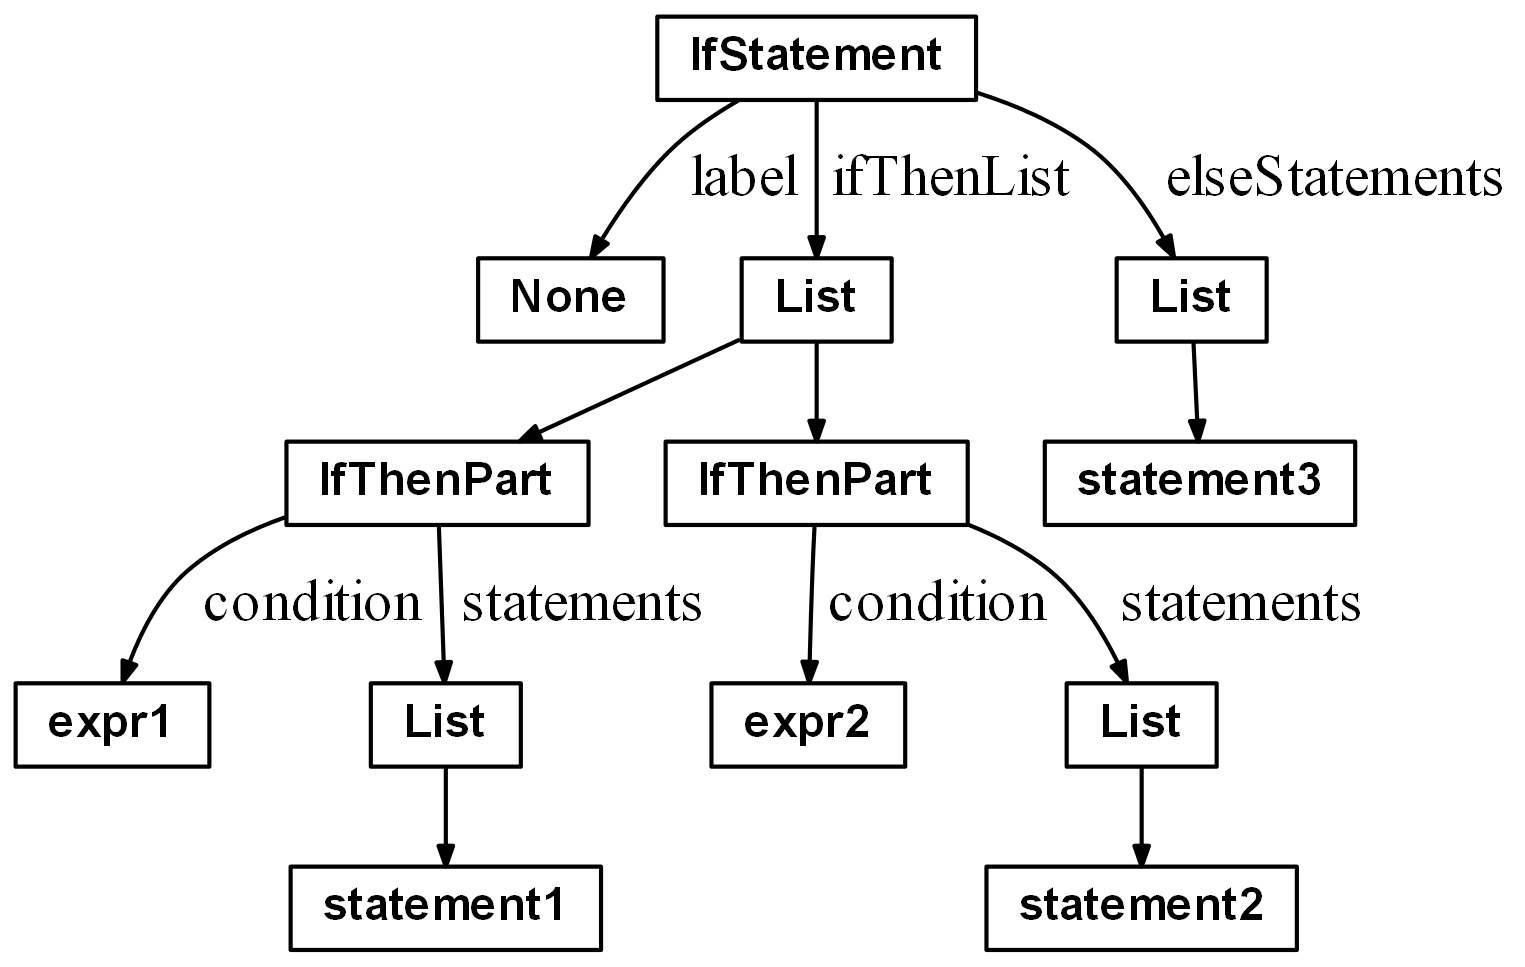 IfStatement
label ifThenList elseStatements
None List List
IfThenPart IfThenPart statement3
condition statements condition statements
expr1 List expr2 List
statement1 statement2